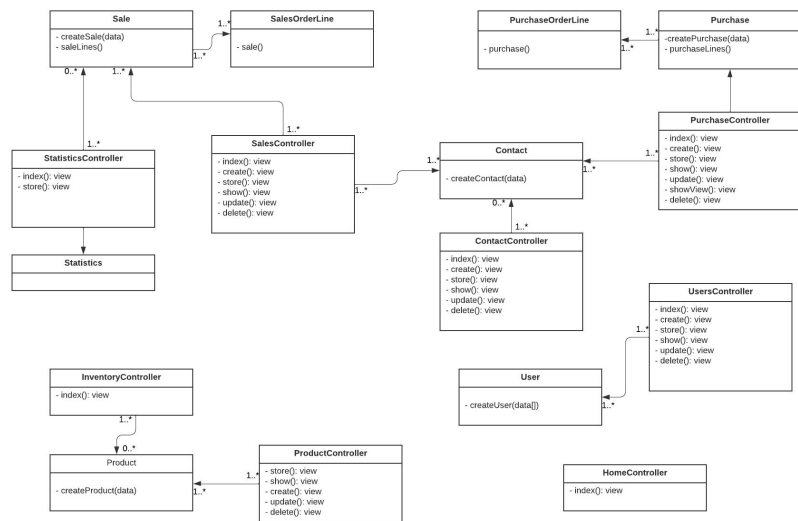 Sale
- createSale(data)
- saleLines()
0..*
1..*
1..*
1..*
SalesOrderLine
- sale()
PurchaseOrderLine
- purchase()
1..*
1..*
Purchase
-createPurchase(data)
- purchaseLines()
1..*
StatisticsController
- index(): view
- store(): view
Statistics
1..*
SalesController
- index(): view
- create(): view
- store(): view
- show(): view
- update(): view
- delete(): view
1..*
1..*
Contact
- createContact(data)
0..*
1..*
1..*
PurchaseController
- index(): view
- create(): view
- store(): view
- show(): view
- update(): view
- showView(): view
- delete(): view
1..*
ContactController
- index(): view
- create(): view
- store(): view
- show(): view
- update(): view
- delete(): view
UsersController
- index(): view
- create(): view
- store(): view
- show(): view
- update(): view
- delete(): view
1..*
User
- createUser(data[])
1..*
InventoryController
- index(): view
1..*
0..*
Product
- createProduct(data)
1..*
1..*
ProductController
- store(): view
- show(): view
- create(): view
- update(): view
- delete(): view
HomeController
- index(): view